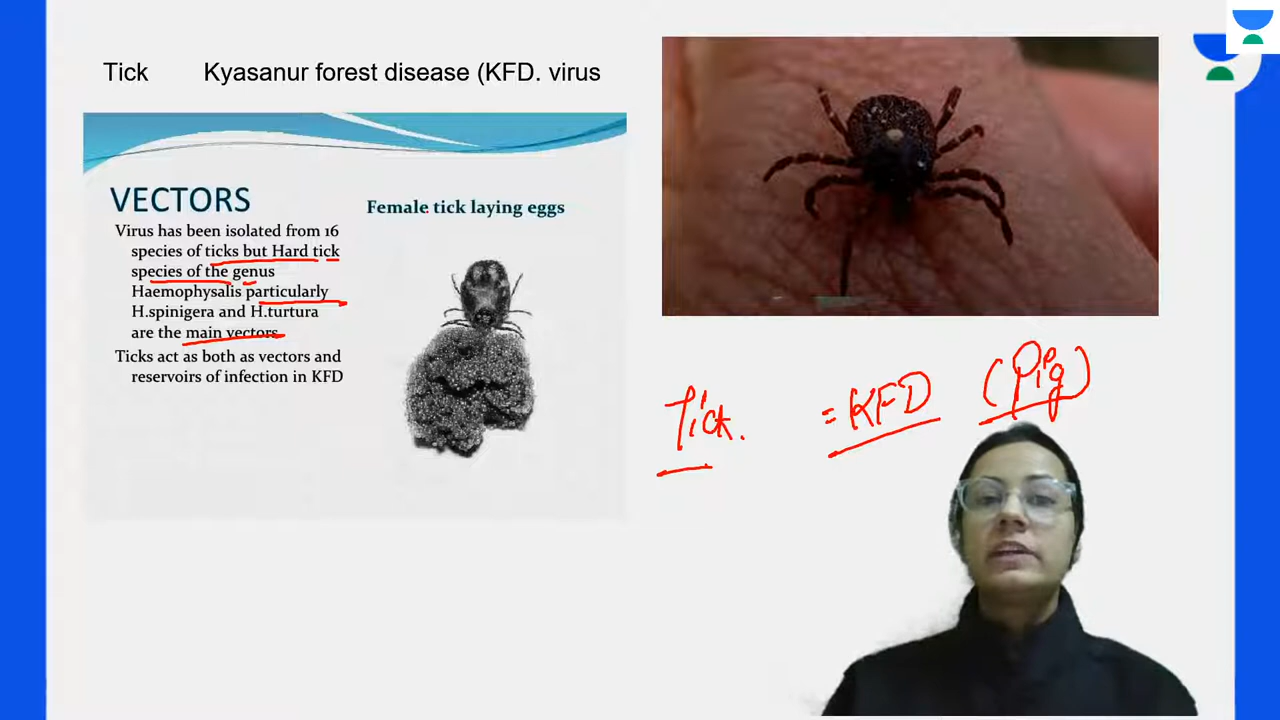 Tick Kyasanur forest disease (KFD. virus
VECTORS
Virus has been isolated from 16
species of ticks but Hard tick
species of the genus
Haemophysalis particularly
H.spinigera and H.turtura
are the main vectors
Ticks act as both as vectors and
reservoirs of infection in KFD
Female tick laying eggs
Tick. = KFD (Pig)